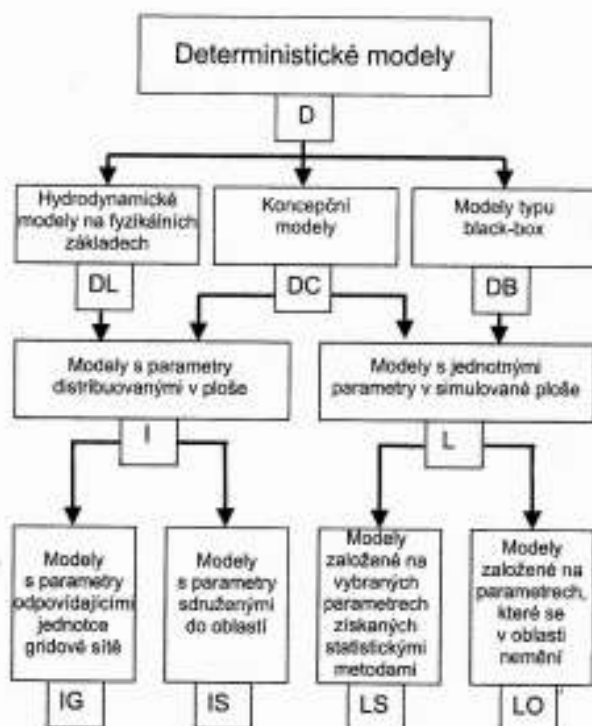 Deterministické modely
D
Hydrodynamické
modely na fyzikálních
základech
Koncepční
modely
Modely typu
black-box
DL
DC
DB
Modely s parametry
distribuovanými v ploše
Modely s jednotnými
parametry v simulované ploše
I
L
Modely
s parametry
odpovídajícími
jednotce
gridové sítě
Modely
s parametry
sdruženými
do oblastí
Modely
založené na
vybraných
parametrech
získaných
statistickými
metodami
Modely
založené na
parametrech,
které se
v oblasti
nemění
IG
IS
LS
LO